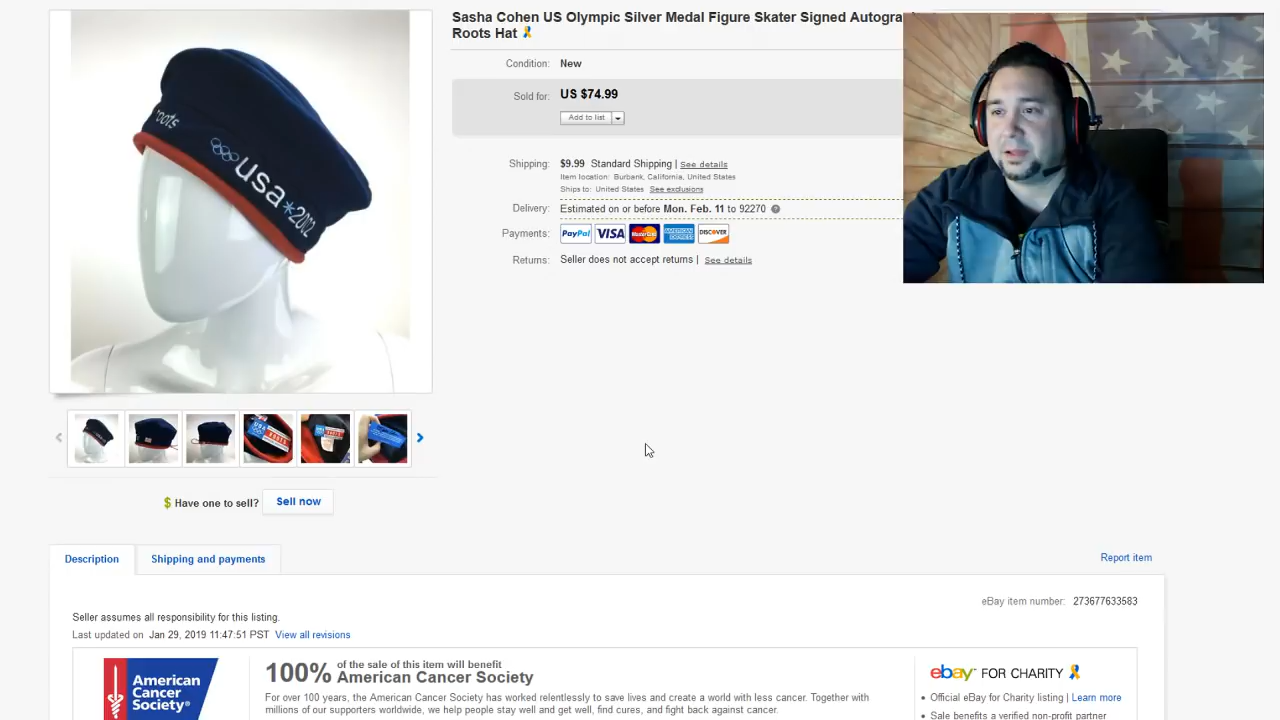 Sasha Cohen US Olympic Silver Medal Figure Skater Signed
Roots Hat
Condition: New
Sold for: US $74.99
Add to list
Shipping: $9.99 Standard Shipping | See details
Item location: Burbank, California, United States
Ships to: United States See exclusions
Delivery: Estimated on or before Mon. Feb. 11 to 92270
Payments: PayPal VISA MasterCard AMERICAN EXPRESS DISCOVER
Returns: Seller does not accept returns | See details
roots
usa*2002
USA
$ Have one to sell? Sell now
Description Shipping and payments
Report item
eBay item number: 273677633583
Seller assumes all responsibility for this listing.
Last updated on Jan 29, 2019 11:47:51 PST View all revisions
American
Cancer
Society®
100% of the sale of this item will benefit
American Cancer Society
For over 100 years, the American Cancer Society has worked relentlessly to save lives and create a world with less cancer. Together with
millions of our supporters worldwide, we help people stay well and get well, find cures, and fight back against cancer.
ebay™ FOR CHARITY
• Official eBay for Charity listing | Learn more
• Sale benefits a verified non-profit partner